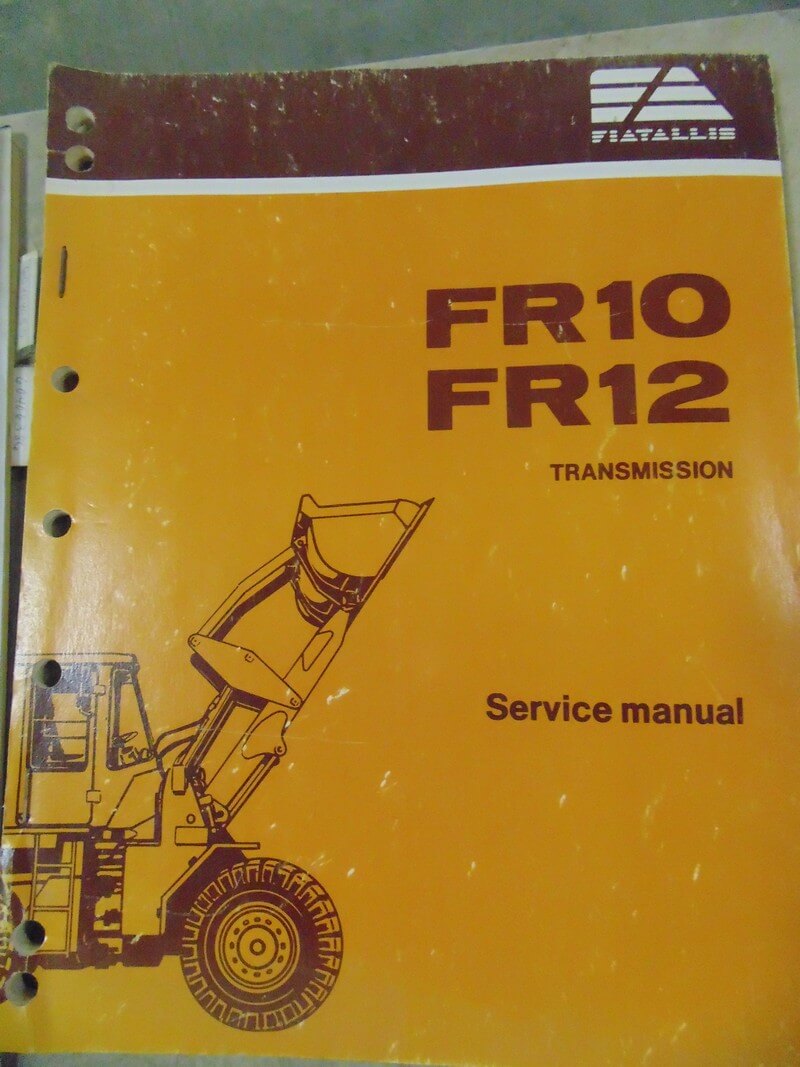 FIATALLIS
FR10
FR12
TRANSMISSION
Service manual